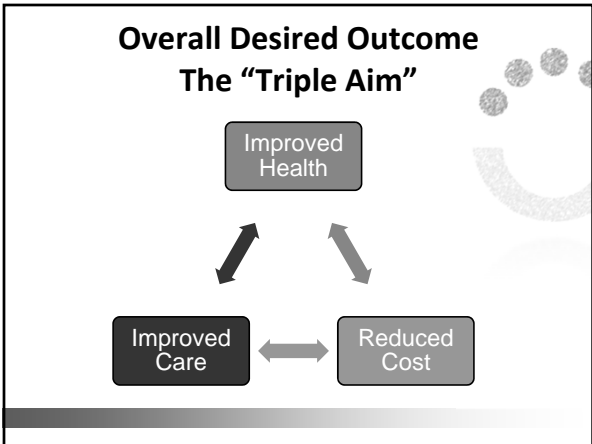 Overall Desired Outcome
The “Triple Aim”
Improved
Health
Improved
Care
Reduced
Cost